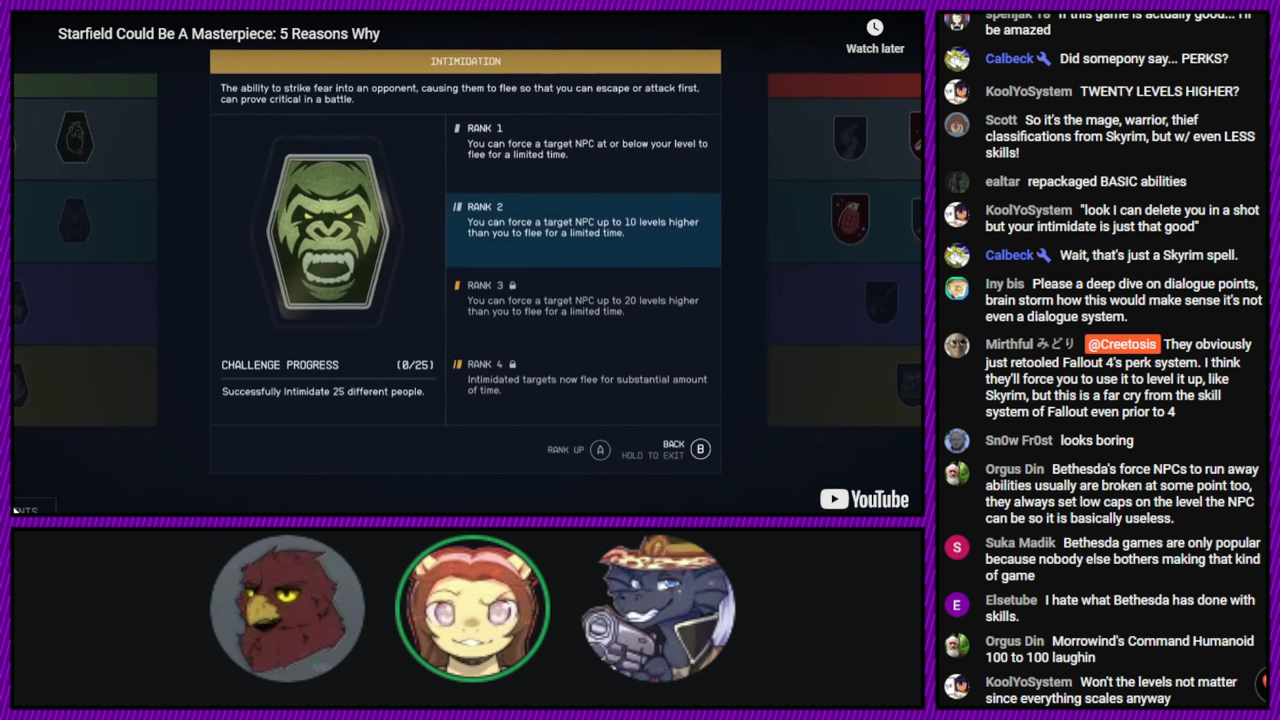 Starfield Could Be A Masterpiece: 5 Reasons Why
Watch later
INTIMIDATION
The ability to strike fear into an opponent, causing them to flee so that you can escape or attack first,
can prove critical in a battle.
RANK 1
You can force a target NPC at or below your level to
flee for a limited time.
RANK 2
You can force a target NPC up to 10 levels higher
than you to flee for a limited time.
RANK 3
You can force a target NPC up to 20 levels higher
than you to flee for a limited time.
RANK 4
Intimidated targets now flee for substantial amount
of time.
CHALLENGE PROGRESS (0/25)
Successfully Intimidate 25 different people.
RANK UP A
BACK
HOLD TO EXIT B
YouTube
spenjak 18 If this game is actually good... I'll
be amazed
Calbeck Did somepony say... PERKS?
KoolYoSystem TWENTY LEVELS HIGHER?
Scott So it's the mage, warrior, thief
classifications from Skyrim, but w/ even LESS
skills!
ealtar repackaged BASIC abilities
KoolYoSystem "look I can delete you in a shot
but your intimidate is just that good"
Calbeck Wait, that's just a Skyrim spell.
Iny bis Please a deep dive on dialogue points,
brain storm how this would make sense it's not
even a dialogue system.
Mirthful みどり @Creetosis They obviously
just retooled Fallout 4's perk system. I think
they'll force you to use it to level it up, like
Skyrim, but this is a far cry from the skill
system of Fallout even prior to 4
Sn0w Fr0st looks boring
Orgus Din Bethesda's force NPCs to run away
abilities usually are broken at some point too,
they always set low caps on the level the NPC
can be so it is basically useless.
S Suka Madik Bethesda games are only popular
because nobody else bothers making that kind
of game
E Elsetube I hate what Bethesda has done with
skills.
Orgus Din Morrowind's Command Humanoid
100 to 100 laughin
KoolYoSystem Won't the levels not matter
since everything scales anyway